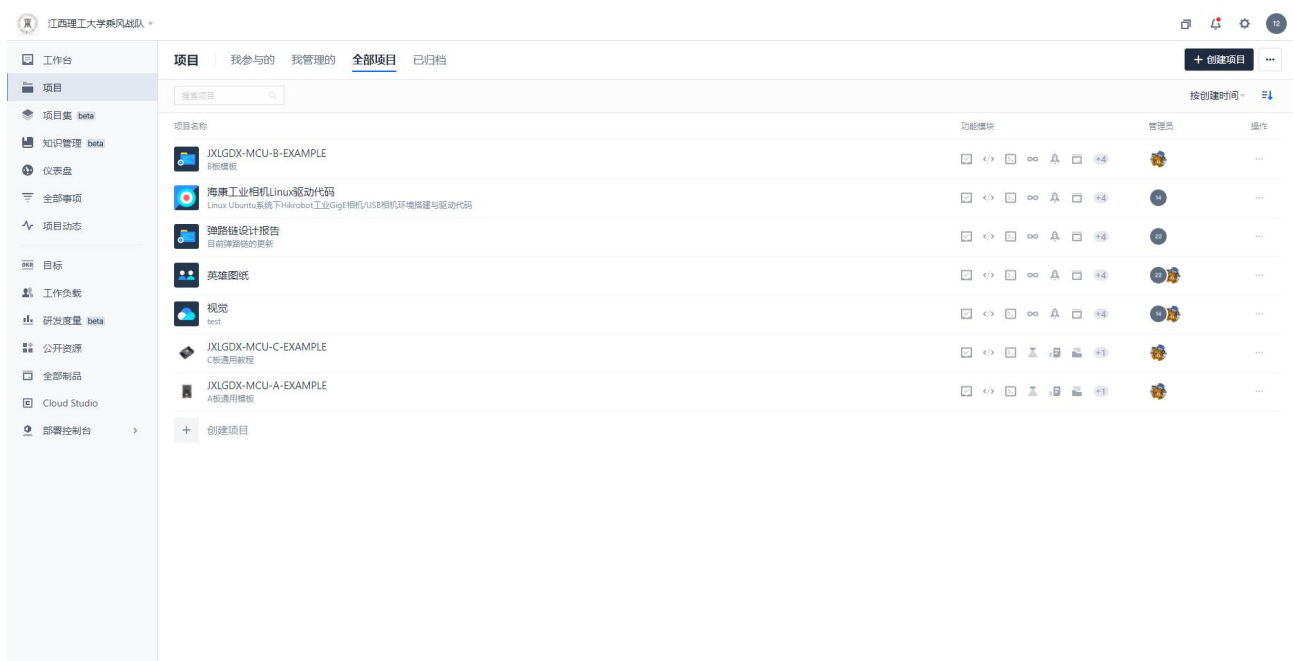 江西理工大学乘风战队
12
工作台
项目
项目集 beta
知识管理 beta
仪表盘
全部事项
项目动态
OKR 目标
工作负载
研发度量 beta
公开资源
全部制品
Cloud Studio
部署控制台
项目 我参与的 我管理的 全部项目 已归档
+ 创建项目 ...
搜索项目
按创建时间
项目名称 功能模块 管理员 操作
JXLGDX-MCU-B-EXAMPLE
B板模板
+4
海康工业相机Linux驱动代码
Linux Ubuntu系统下Hikrobot工业GigE相机/USB相机环境搭建与驱动代码
+4 14
弹路链设计报告
目前弹路链的更新
+4 22
英雄图纸
+4 22
视觉
test
+4 14
JXLGDX-MCU-C-EXAMPLE
C板通用教程
+1
JXLGDX-MCU-A-EXAMPLE
A板通用模板
+1
+ 创建项目